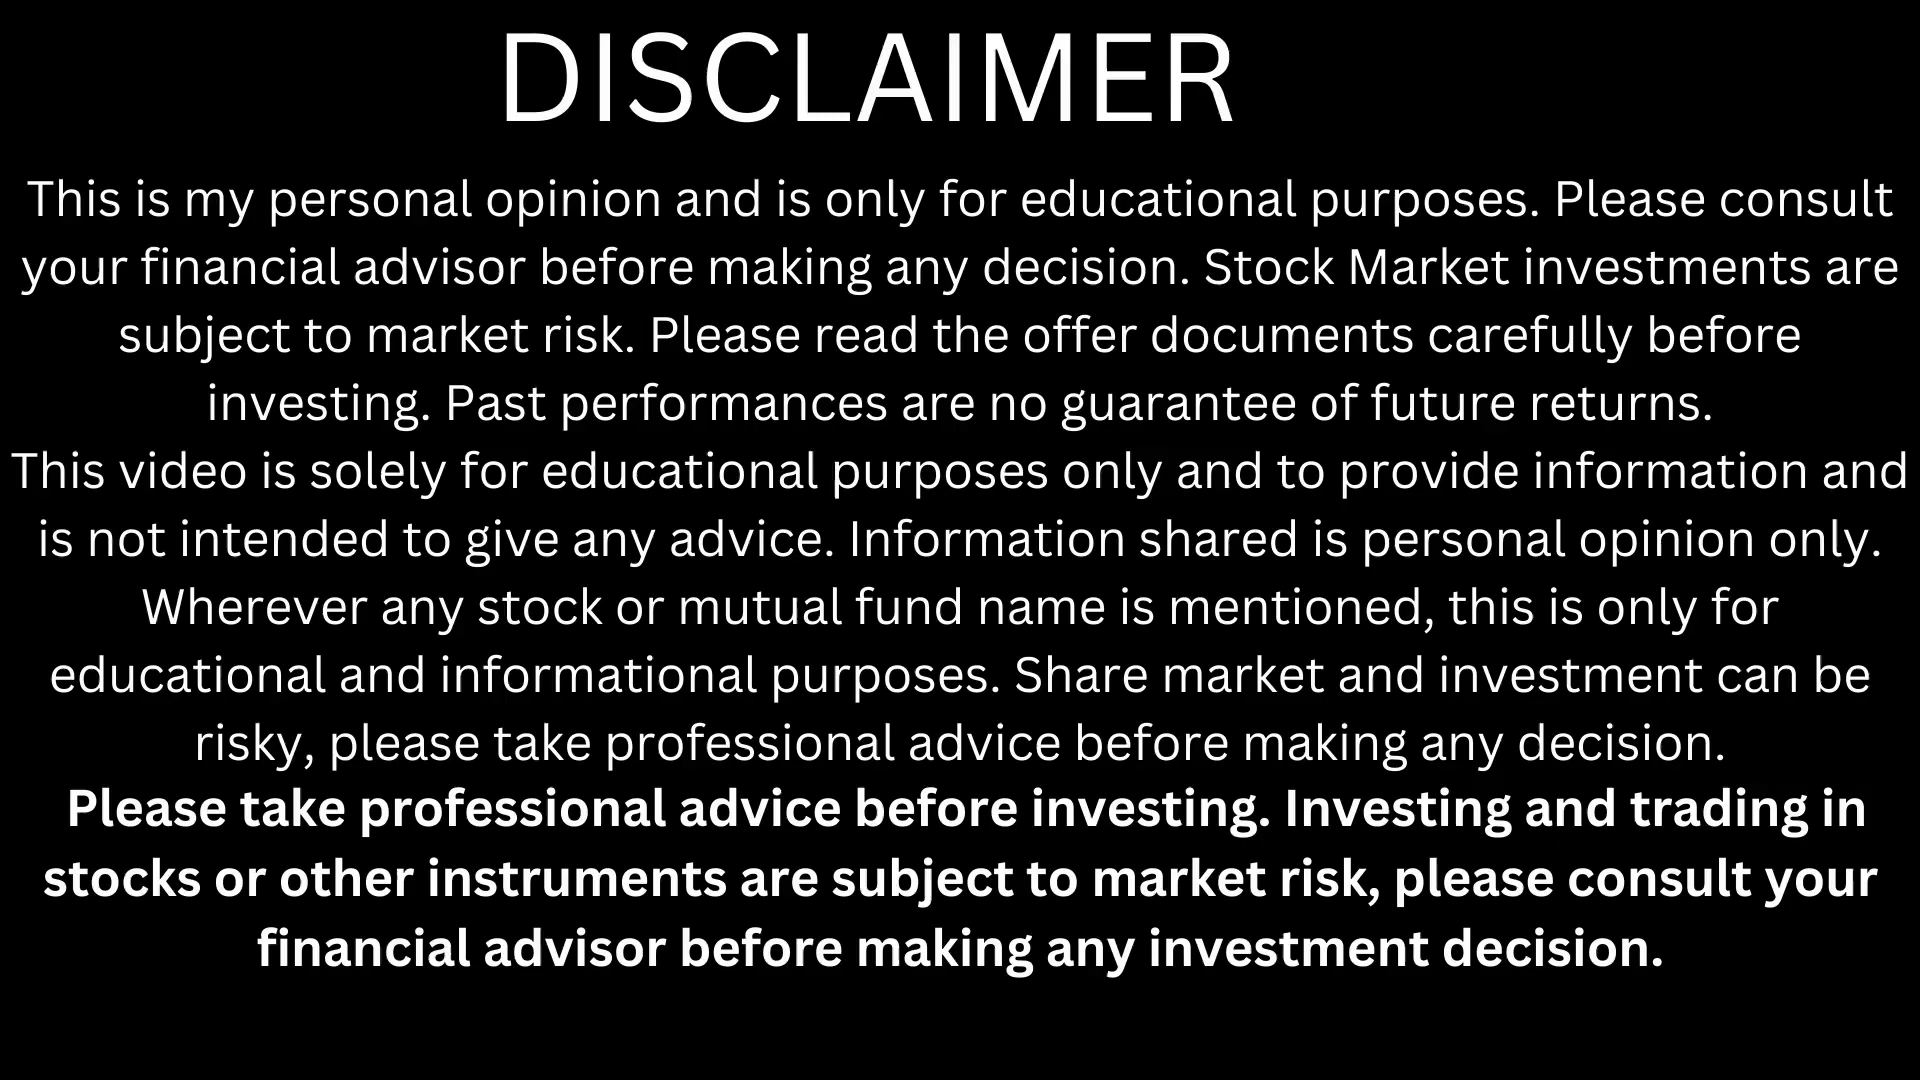 DISCLAIMER
This is my personal opinion and is only for educational purposes. Please consult
your financial advisor before making any decision. Stock Market investments are
subject to market risk. Please read the offer documents carefully before
investing. Past performances are no guarantee of future returns.
This video is solely for educational purposes only and to provide information and
is not intended to give any advice. Information shared is personal opinion only.
Wherever any stock or mutual fund name is mentioned, this is only for
educational and informational purposes. Share market and investment can be
risky, please take professional advice before making any decision.
Please take professional advice before investing. Investing and trading in
stocks or other instruments are subject to market risk, please consult your
financial advisor before making any investment decision.